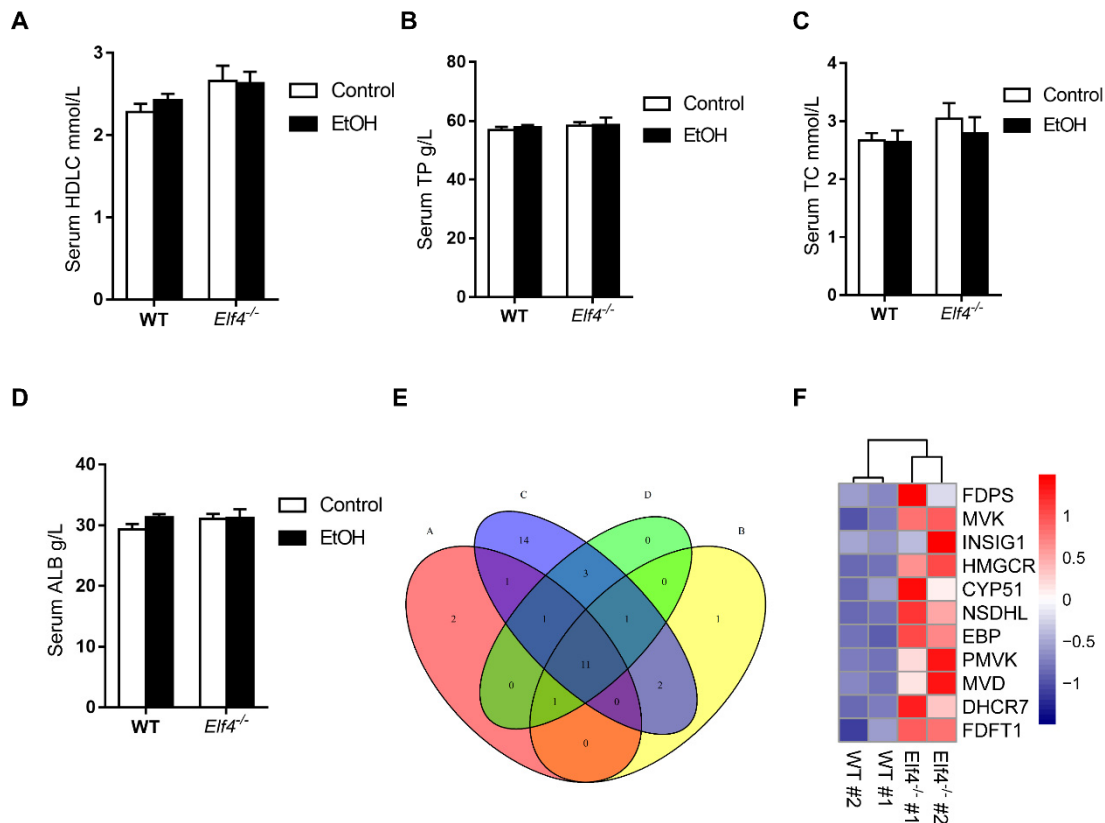 A
Serum HDLC mmol/L
3
2
1
0
WT
Elf4-/-
Control
EtOH
B
Serum TP g/L
80
60
40
20
0
WT
Elf4-/-
Control
EtOH
C
Serum TC mmol/L
4
3
2
1
0
WT
Elf4-/-
Control
EtOH
D
Serum ALB g/L
40
30
20
10
0
WT
Elf4-/-
Control
EtOH
E
C
D
A
B
14
0
1
3
0
2
1
1
1
11
0
2
1
0
0
F
FDPS
MVK
INSIG1
HMGCR
CYP51
NSDHL
EBP
PMVK
MVD
DHCR7
FDFT1
1
0.5
0
−0.5
−1
WT #2
WT #1
Elf4-/- #1
Elf4-/- #2